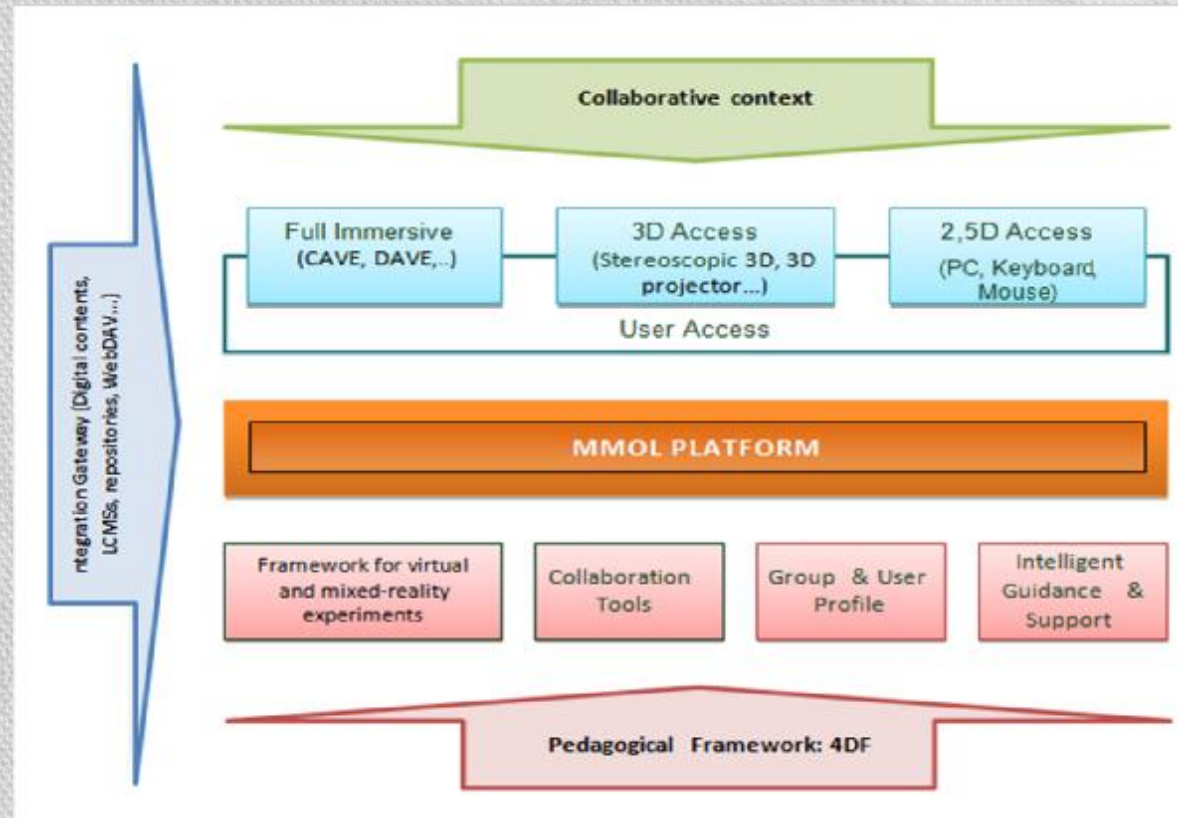 Collaborative context
Full Immersive
(CAVE, DAVE,..)
3D Access
(Stereoscopic 3D, 3D
projector...)
2,5D Access
(PC, Keyboard,
Mouse)
User Access
ntegration Gateway (Digital contents,
LCMSs, repositories, WebDAV...)
MMOL PLATFORM
Framework for virtual
and mixed-reality
experiments
Collaboration
Tools
Group & User
Profile
Intelligent
Guidance &
Support
Pedagogical Framework: 4DF